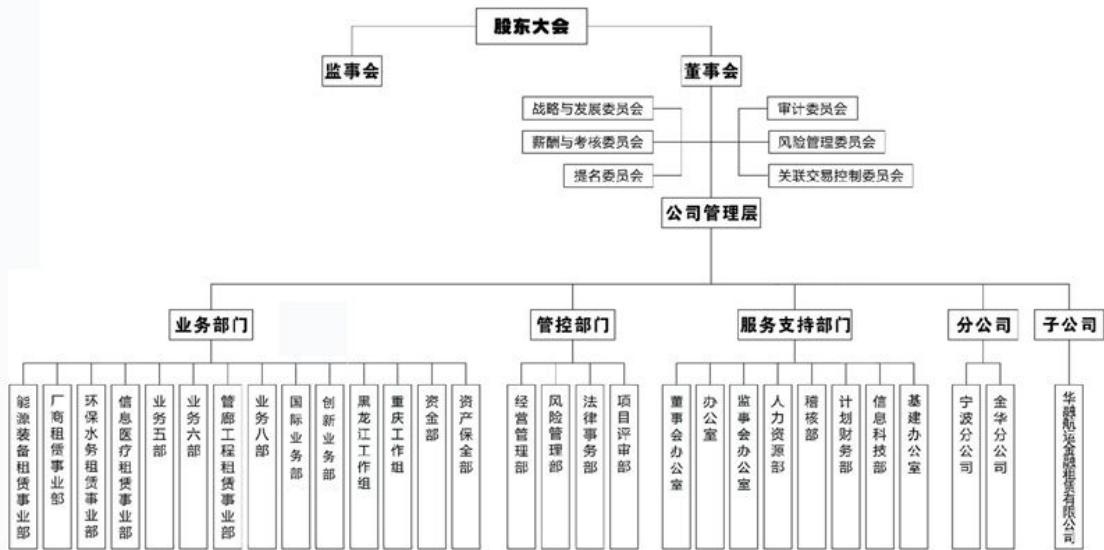 股东大会
监事会
董事会
战略与发展委员会
审计委员会
薪酬与考核委员会
风险管理委员会
提名委员会
关联交易控制委员会
公司管理层
业务部门
管控部门
服务支持部门
分公司
子公司
能源装备租赁事业部
厂商租赁事业部
环保水务租赁事业部
信息医疗租赁事业部
业务五部
业务六部
管廊工程租赁事业部
业务八部
国际业务部
创新业务部
黑龙江工作组
重庆工作组
资金部
资产保全部
经营管理部
风险管理部
法律事务部
项目评审部
董事会办公室
办公室
监事会办公室
人力资源部
稽核部
计划财务部
信息科技部
基建办公室
宁波分公司
金华分公司
华融航运金融租赁有限公司